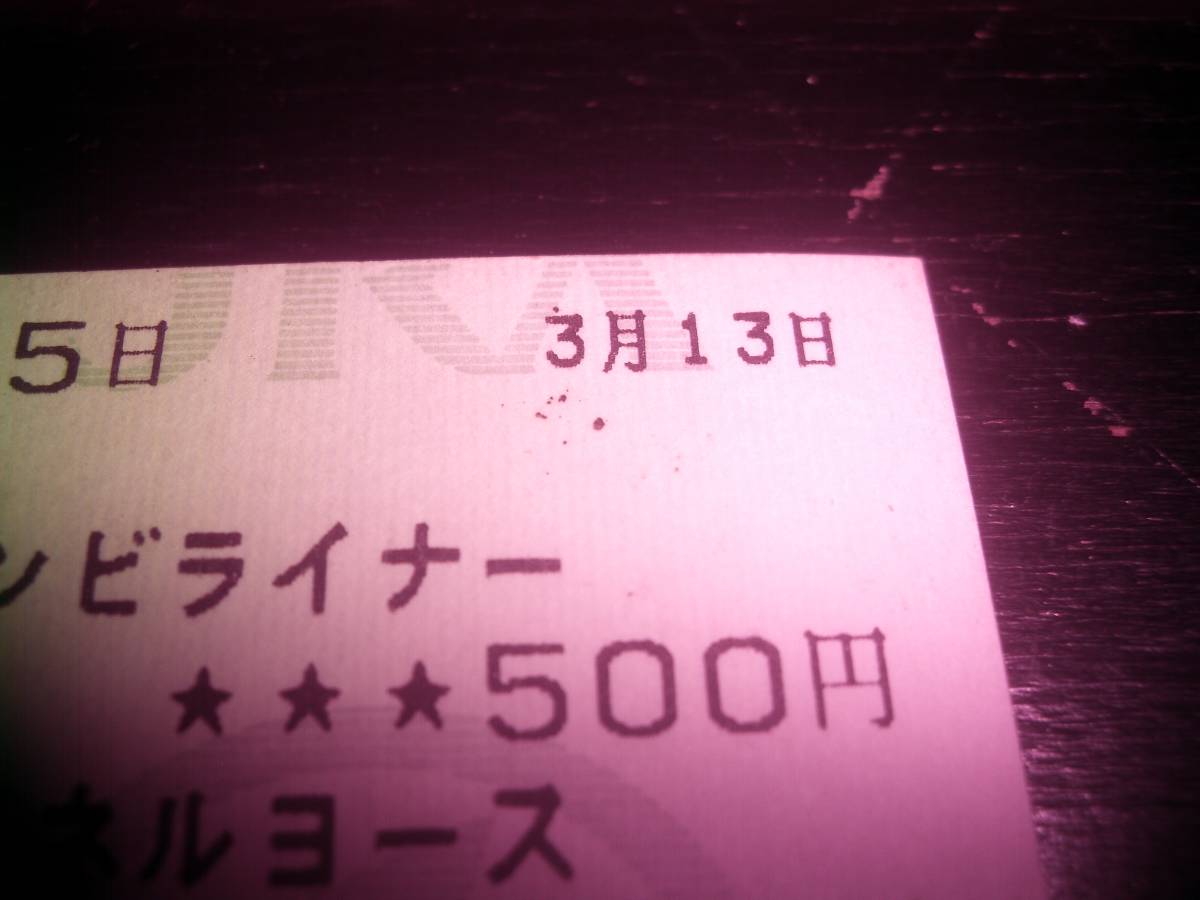 JRA
5日 3月13日
ンビライナー
★★★500円
ネルヨース